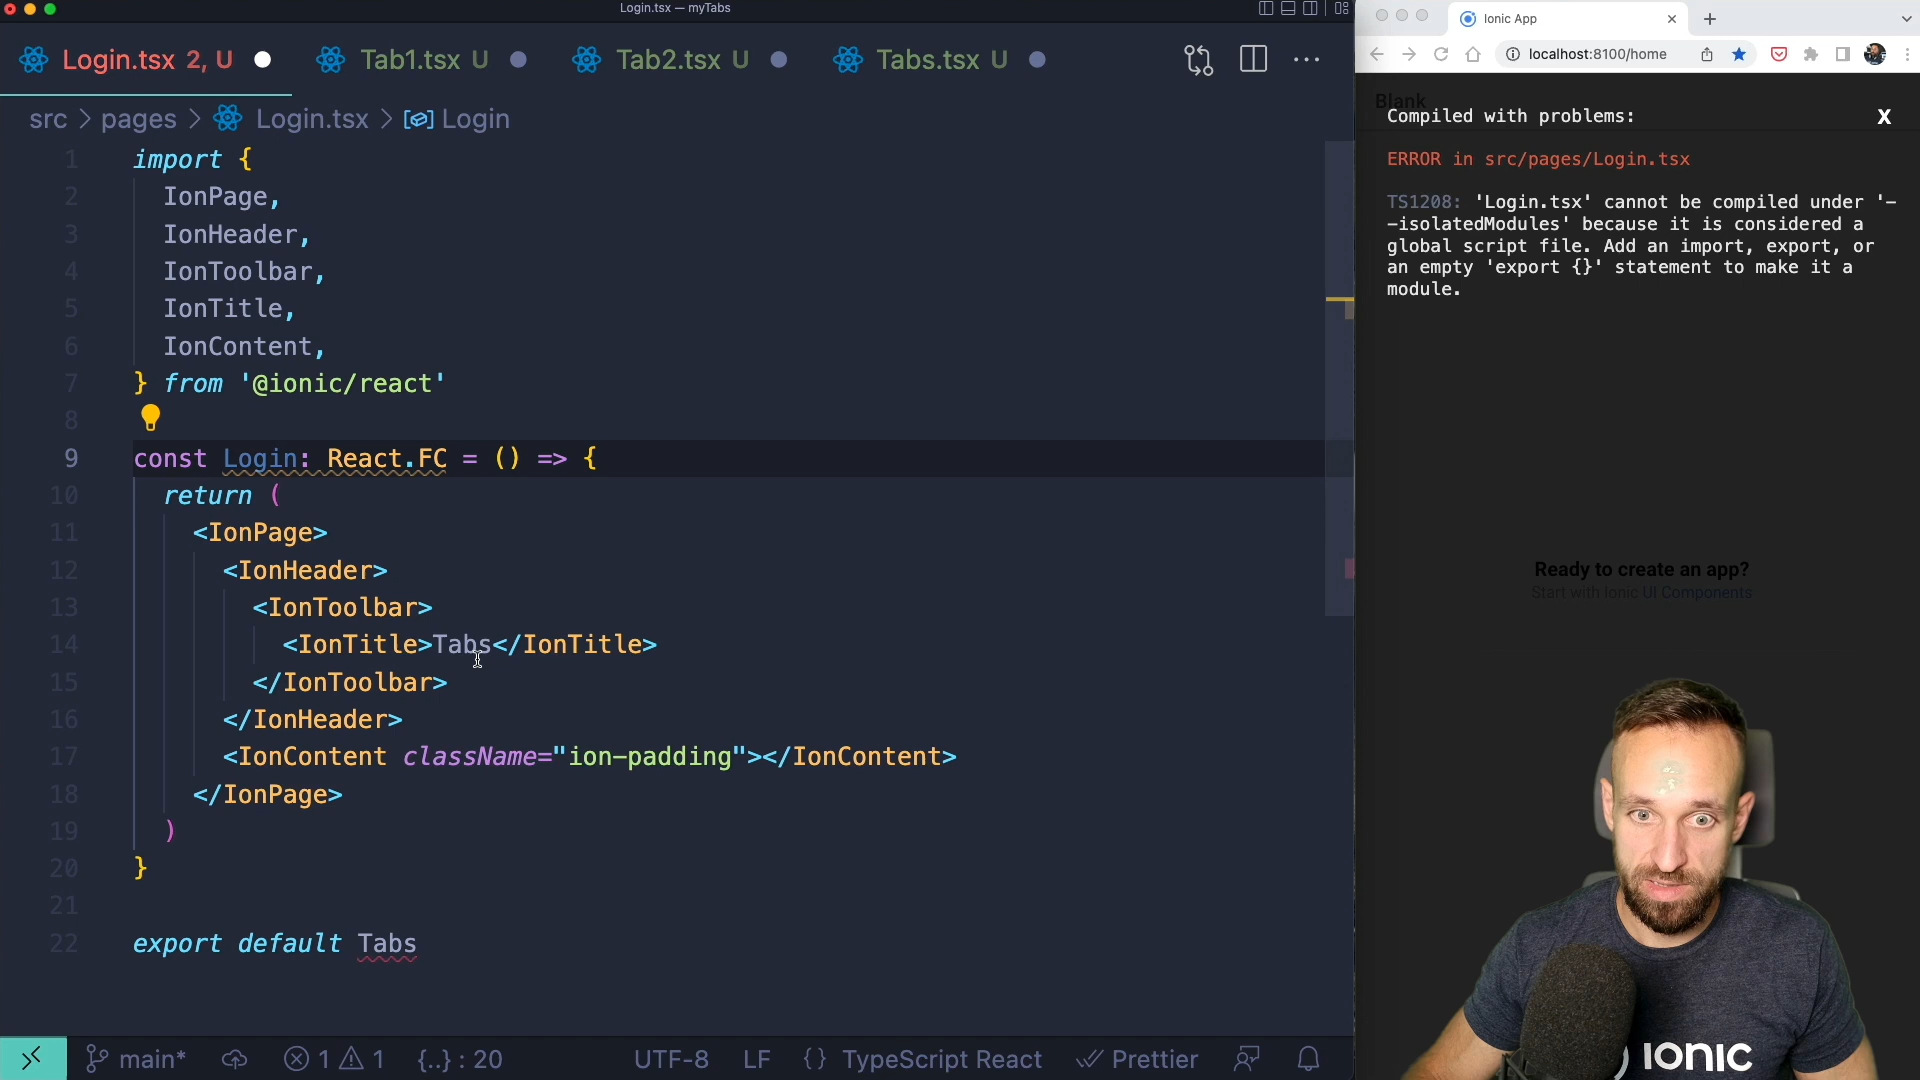 Login.tsx — myTabs
Login.tsx 2, U
Tab1.tsx U
Tab2.tsx U
Tabs.tsx U
src > pages > Login.tsx > Login
1 import {
2 IonPage,
3 IonHeader,
4 IonToolbar,
5 IonTitle,
6 IonContent,
7 } from '@ionic/react'
8
9 const Login: React.FC = () => {
10 return (
11 <IonPage>
12 <IonHeader>
13 <IonToolbar>
14 <IonTitle>Tabs</IonTitle>
15 </IonToolbar>
16 </IonHeader>
17 <IonContent className="ion-padding"></IonContent>
18 </IonPage>
19 )
20 }
21
22 export default Tabs
main* 1 1 {..} : 20 UTF-8 LF {} TypeScript React Prettier
Ionic App
localhost:8100/home
Blank
Compiled with problems:
X
ERROR in src/pages/Login.tsx
TS1208: 'Login.tsx' cannot be compiled under '-
-isolatedModules' because it is considered a
global script file. Add an import, export, or
an empty 'export {}' statement to make it a
module.
Ready to create an app?
Start with Ionic UI Components
IONIC